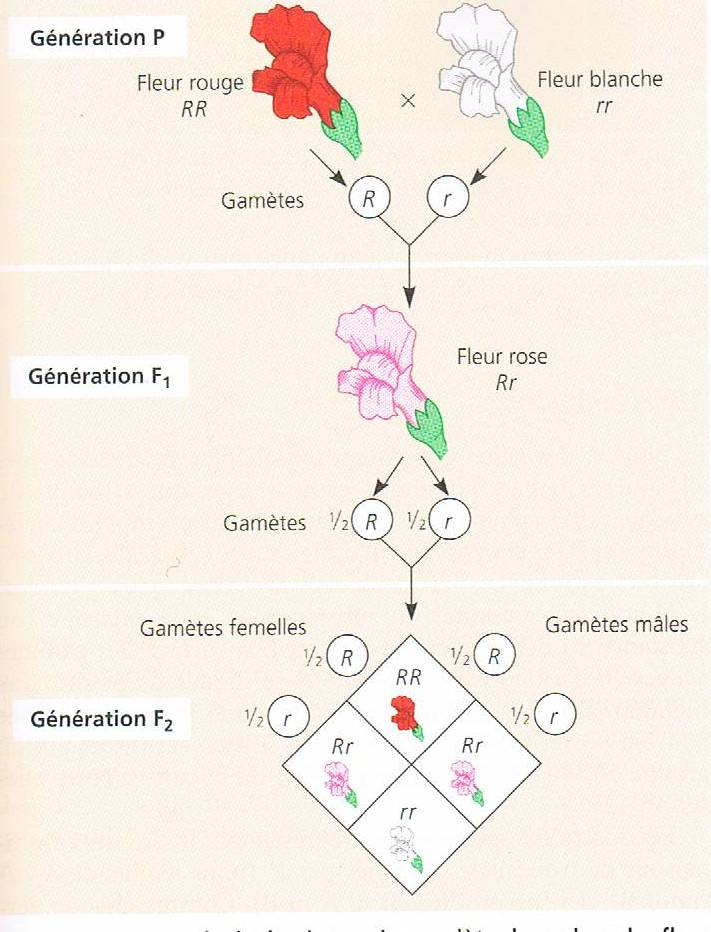 Génération P
Fleur rouge
RR
×
Fleur blanche
rr
Gamètes
R
r
Génération F1
Fleur rose
Rr
Gamètes
1/2 R
1/2 r
Gamètes femelles
Gamètes mâles
1/2 R
1/2 R
1/2 r
1/2 r
Génération F2
RR
Rr
Rr
rr